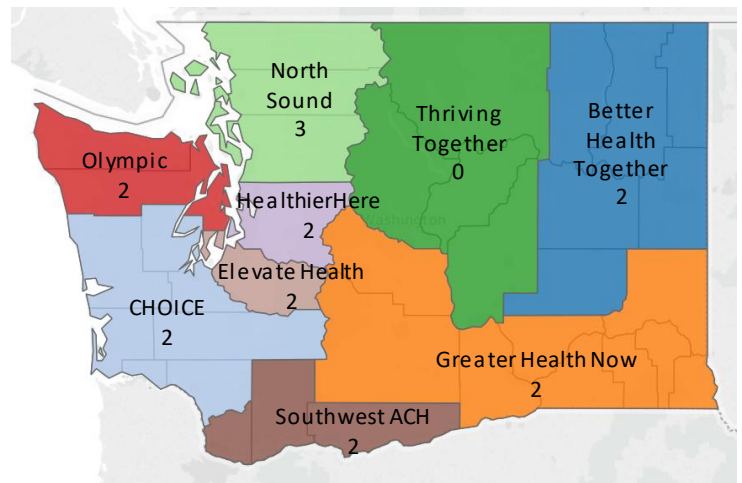 North
Sound
3
Thriving
Together
0
Better
Health
Together
2
Olympic
2
HealthierHere
2
Washington
Elevate Health
2
CHOICE
2
Greater Health Now
2
Southwest ACH
2